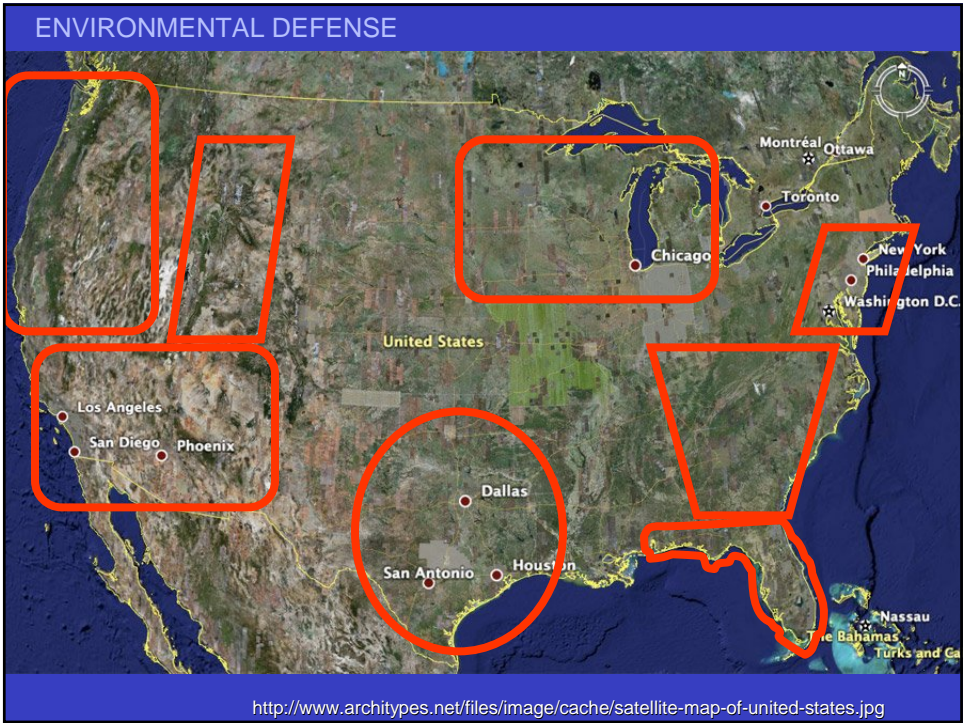 ENVIRONMENTAL DEFENSE
N
Montréal
Ottawa
Toronto
Chicago
New York
Philadelphia
Washington D.C.
United States
Los Angeles
San Diego
Phoenix
Dallas
San Antonio
Houston
Nassau
The Bahamas
Turks and Ca
http://www.architypes.net/files/image/cache/satellite-map-of-united-states.jpg